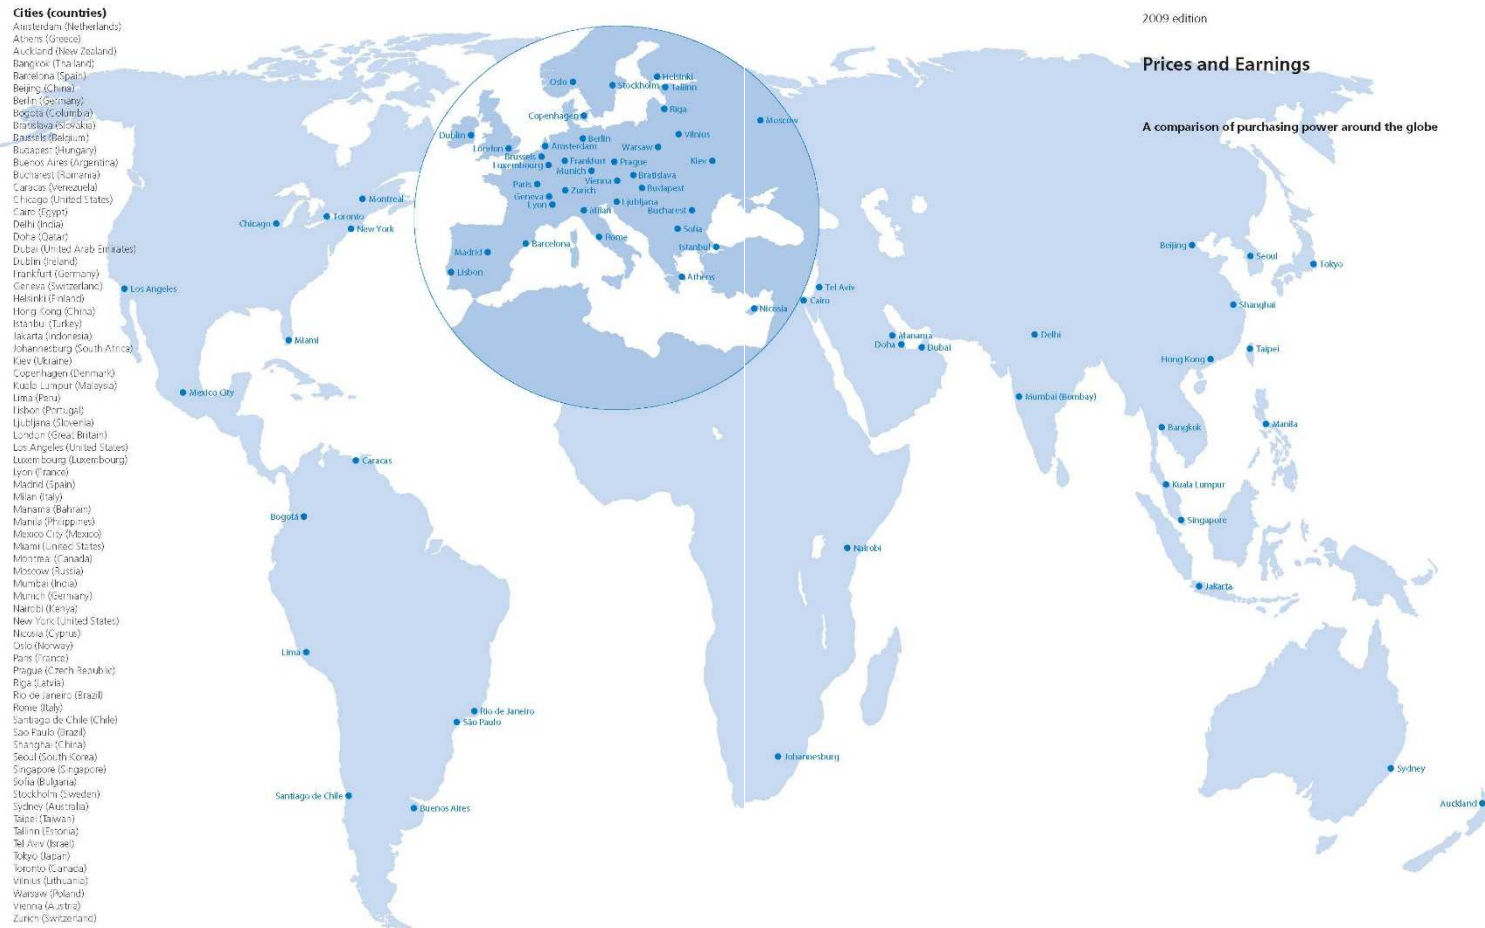 Cities (countries)
Amsterdam (Netherlands)
Athens (Greece)
Auckland (New Zealand)
Bangkok (Thailand)
Barcelona (Spain)
Beijing (China)
Berlin (Germany)
Bogotá (Columbia)
Bratislava (Slovakia)
Brussels (Belgium)
Budapest (Hungary)
Buenos Aires (Argentina)
Bucharest (Romania)
Caracas (Venezuela)
Chicago (United States)
Cairo (Egypt)
Delhi (India)
Doha (Qatar)
Dubai (United Arab Emirates)
Dublin (Ireland)
Frankfurt (Germany)
Geneva (Switzerland)
Helsinki (Finland)
Hong Kong (China)
Istanbul (Turkey)
Jakarta (Indonesia)
Johannesburg (South Africa)
Kiev (Ukraine)
Copenhagen (Denmark)
Kuala Lumpur (Malaysia)
Lima (Peru)
Lisbon (Portugal)
Ljubljana (Slovenia)
London (Great Britain)
Los Angeles (United States)
Luxembourg (Luxembourg)
Lyon (France)
Madrid (Spain)
Milan (Italy)
Manama (Bahrain)
Manila (Philippines)
Mexico City (Mexico)
Miami (United States)
Montreal (Canada)
Moscow (Russia)
Mumbai (India)
Munich (Germany)
Nairobi (Kenya)
New York (United States)
Nicosia (Cyprus)
Oslo (Norway)
Paris (France)
Prague (Czech Republic)
Riga (Latvia)
Rio de Janeiro (Brazil)
Rome (Italy)
Santiago de Chile (Chile)
Sao Paulo (Brazil)
Shanghai (China)
Seoul (South Korea)
Singapore (Singapore)
Sofia (Bulgaria)
Stockholm (Sweden)
Sydney (Australia)
Taipei (Taiwan)
Tallinn (Estonia)
Tel Aviv (Israel)
Tokyo (Japan)
Toronto (Canada)
Vilnius (Lithuania)
Warsaw (Poland)
Vienna (Austria)
Zurich (Switzerland)
2009 edition
Prices and Earnings
A comparison of purchasing power around the globe
Montreal
Toronto
Chicago
New York
Los Angeles
Miami
Mexico City
Caracas
Bogotá
Lima
Rio de Janeiro
São Paulo
Santiago de Chile
Buenos Aires
Oslo
Helsinki
Stockholm
Tallinn
Riga
Copenhagen
Moscow
Dublin
Berlin
Vilnius
London
Amsterdam
Warsaw
Brussels
Luxembourg
Frankfurt
Prague
Kiev
Munich
Bratislava
Paris
Vienna
Zurich
Budapest
Geneva
Lyon
Ljubljana
Milan
Bucharest
Sofia
Rome
Barcelona
Istanbul
Madrid
Lisbon
Athens
Nicosia
Tel Aviv
Cairo
Manama
Doha
Dubai
Nairobi
Johannesburg
Beijing
Seoul
Tokyo
Shanghai
Delhi
Taipei
Hong Kong
Mumbai (Bombay)
Bangkok
Manila
Kuala Lumpur
Singapore
Jakarta
Sydney
Auckland